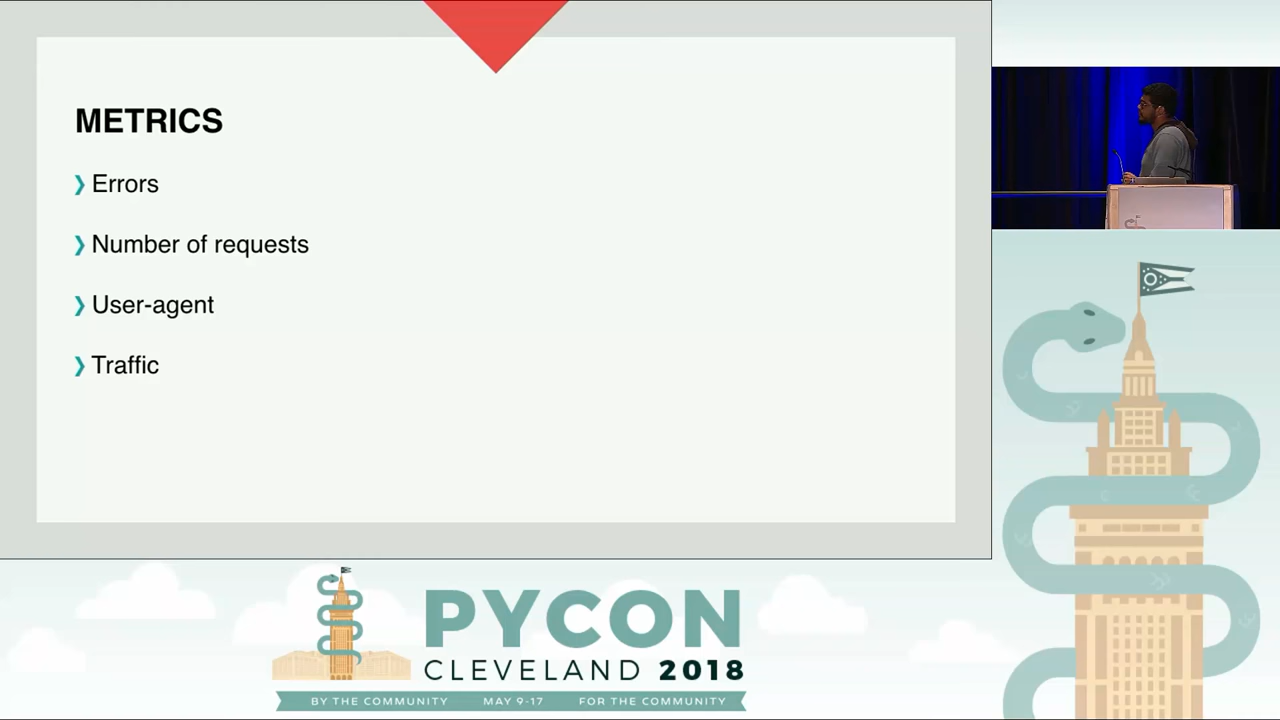 METRICS
❯ Errors
❯ Number of requests
❯ User-agent
❯ Traffic
PYCON
CLEVELAND 2018
BY THE COMMUNITY MAY 9-17 FOR THE COMMUNITY